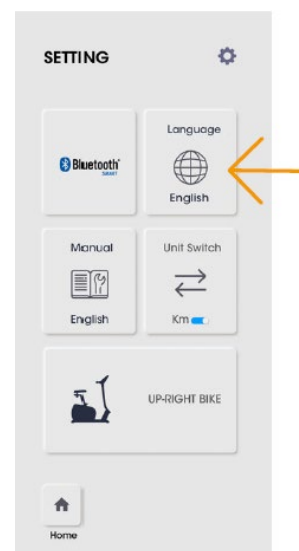 SETTING
Bluetooth
SMART
Language
English
Manual
English
Unit Switch
Km
UP-RIGHT BIKE
Home